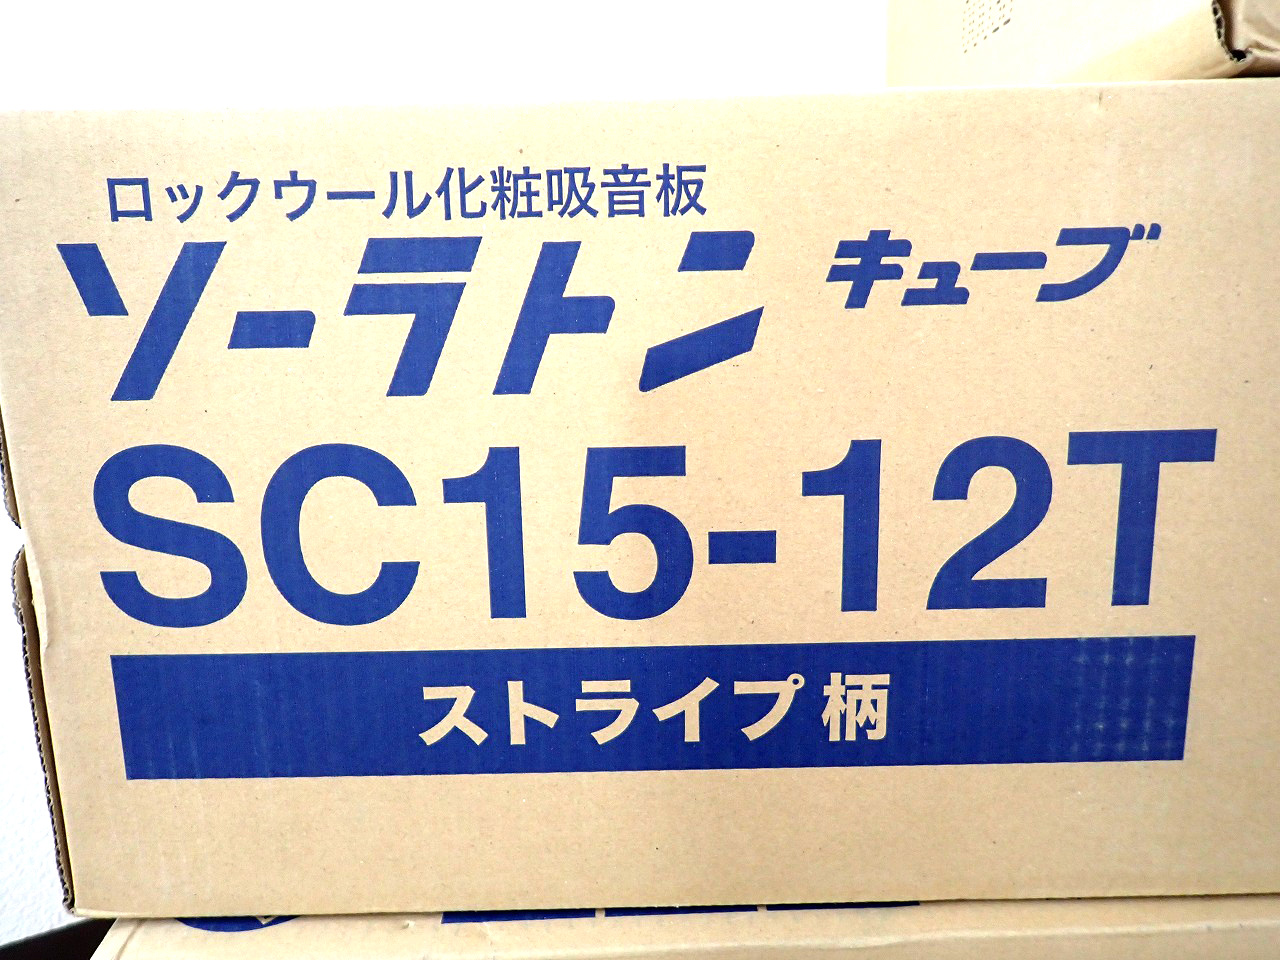 ロックウール化粧吸音板
ソーラトン キューブ
SC15-12T
ストライプ柄